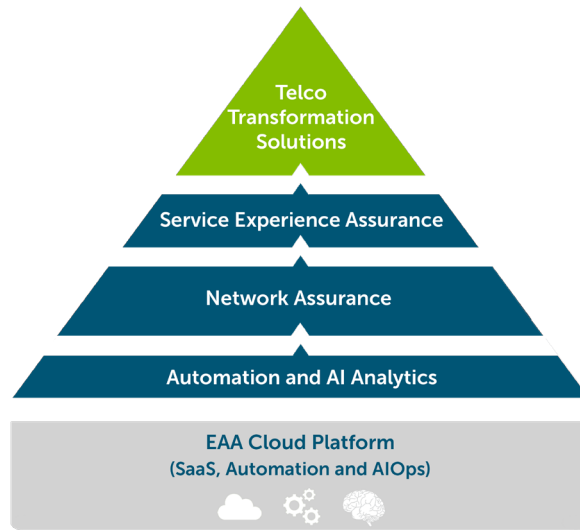 Telco
Transformation
Solutions
Service Experience Assurance
Network Assurance
Automation and AI Analytics
EAA Cloud Platform
(SaaS, Automation and AIOps)